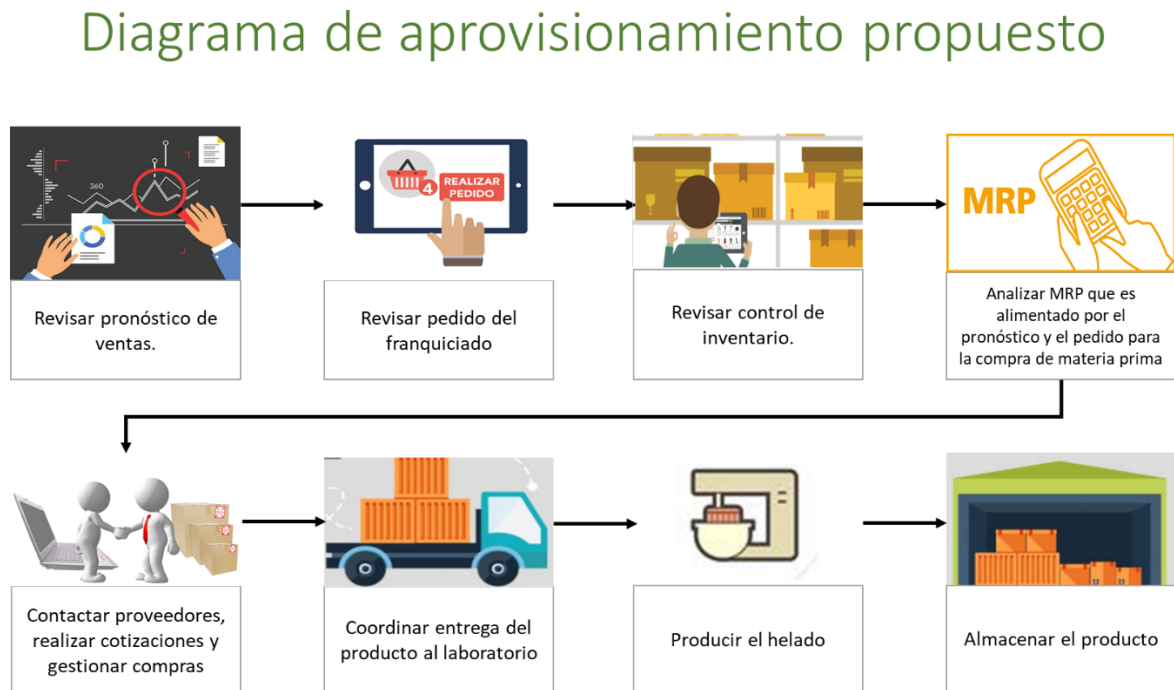 Diagrama de aprovisionamiento propuesto
360
4
REALIZAR
PEDIDO
MRP
Revisar pronóstico de
ventas.
Revisar pedido del
franquiciado
Revisar control de
inventario.
Analizar MRP que es
alimentado por el
pronóstico y el pedido para
la compra de materia prima
Contactar proveedores,
realizar cotizaciones y
gestionar compras
Coordinar entrega del
producto al laboratorio
Producir el helado
Almacenar el producto